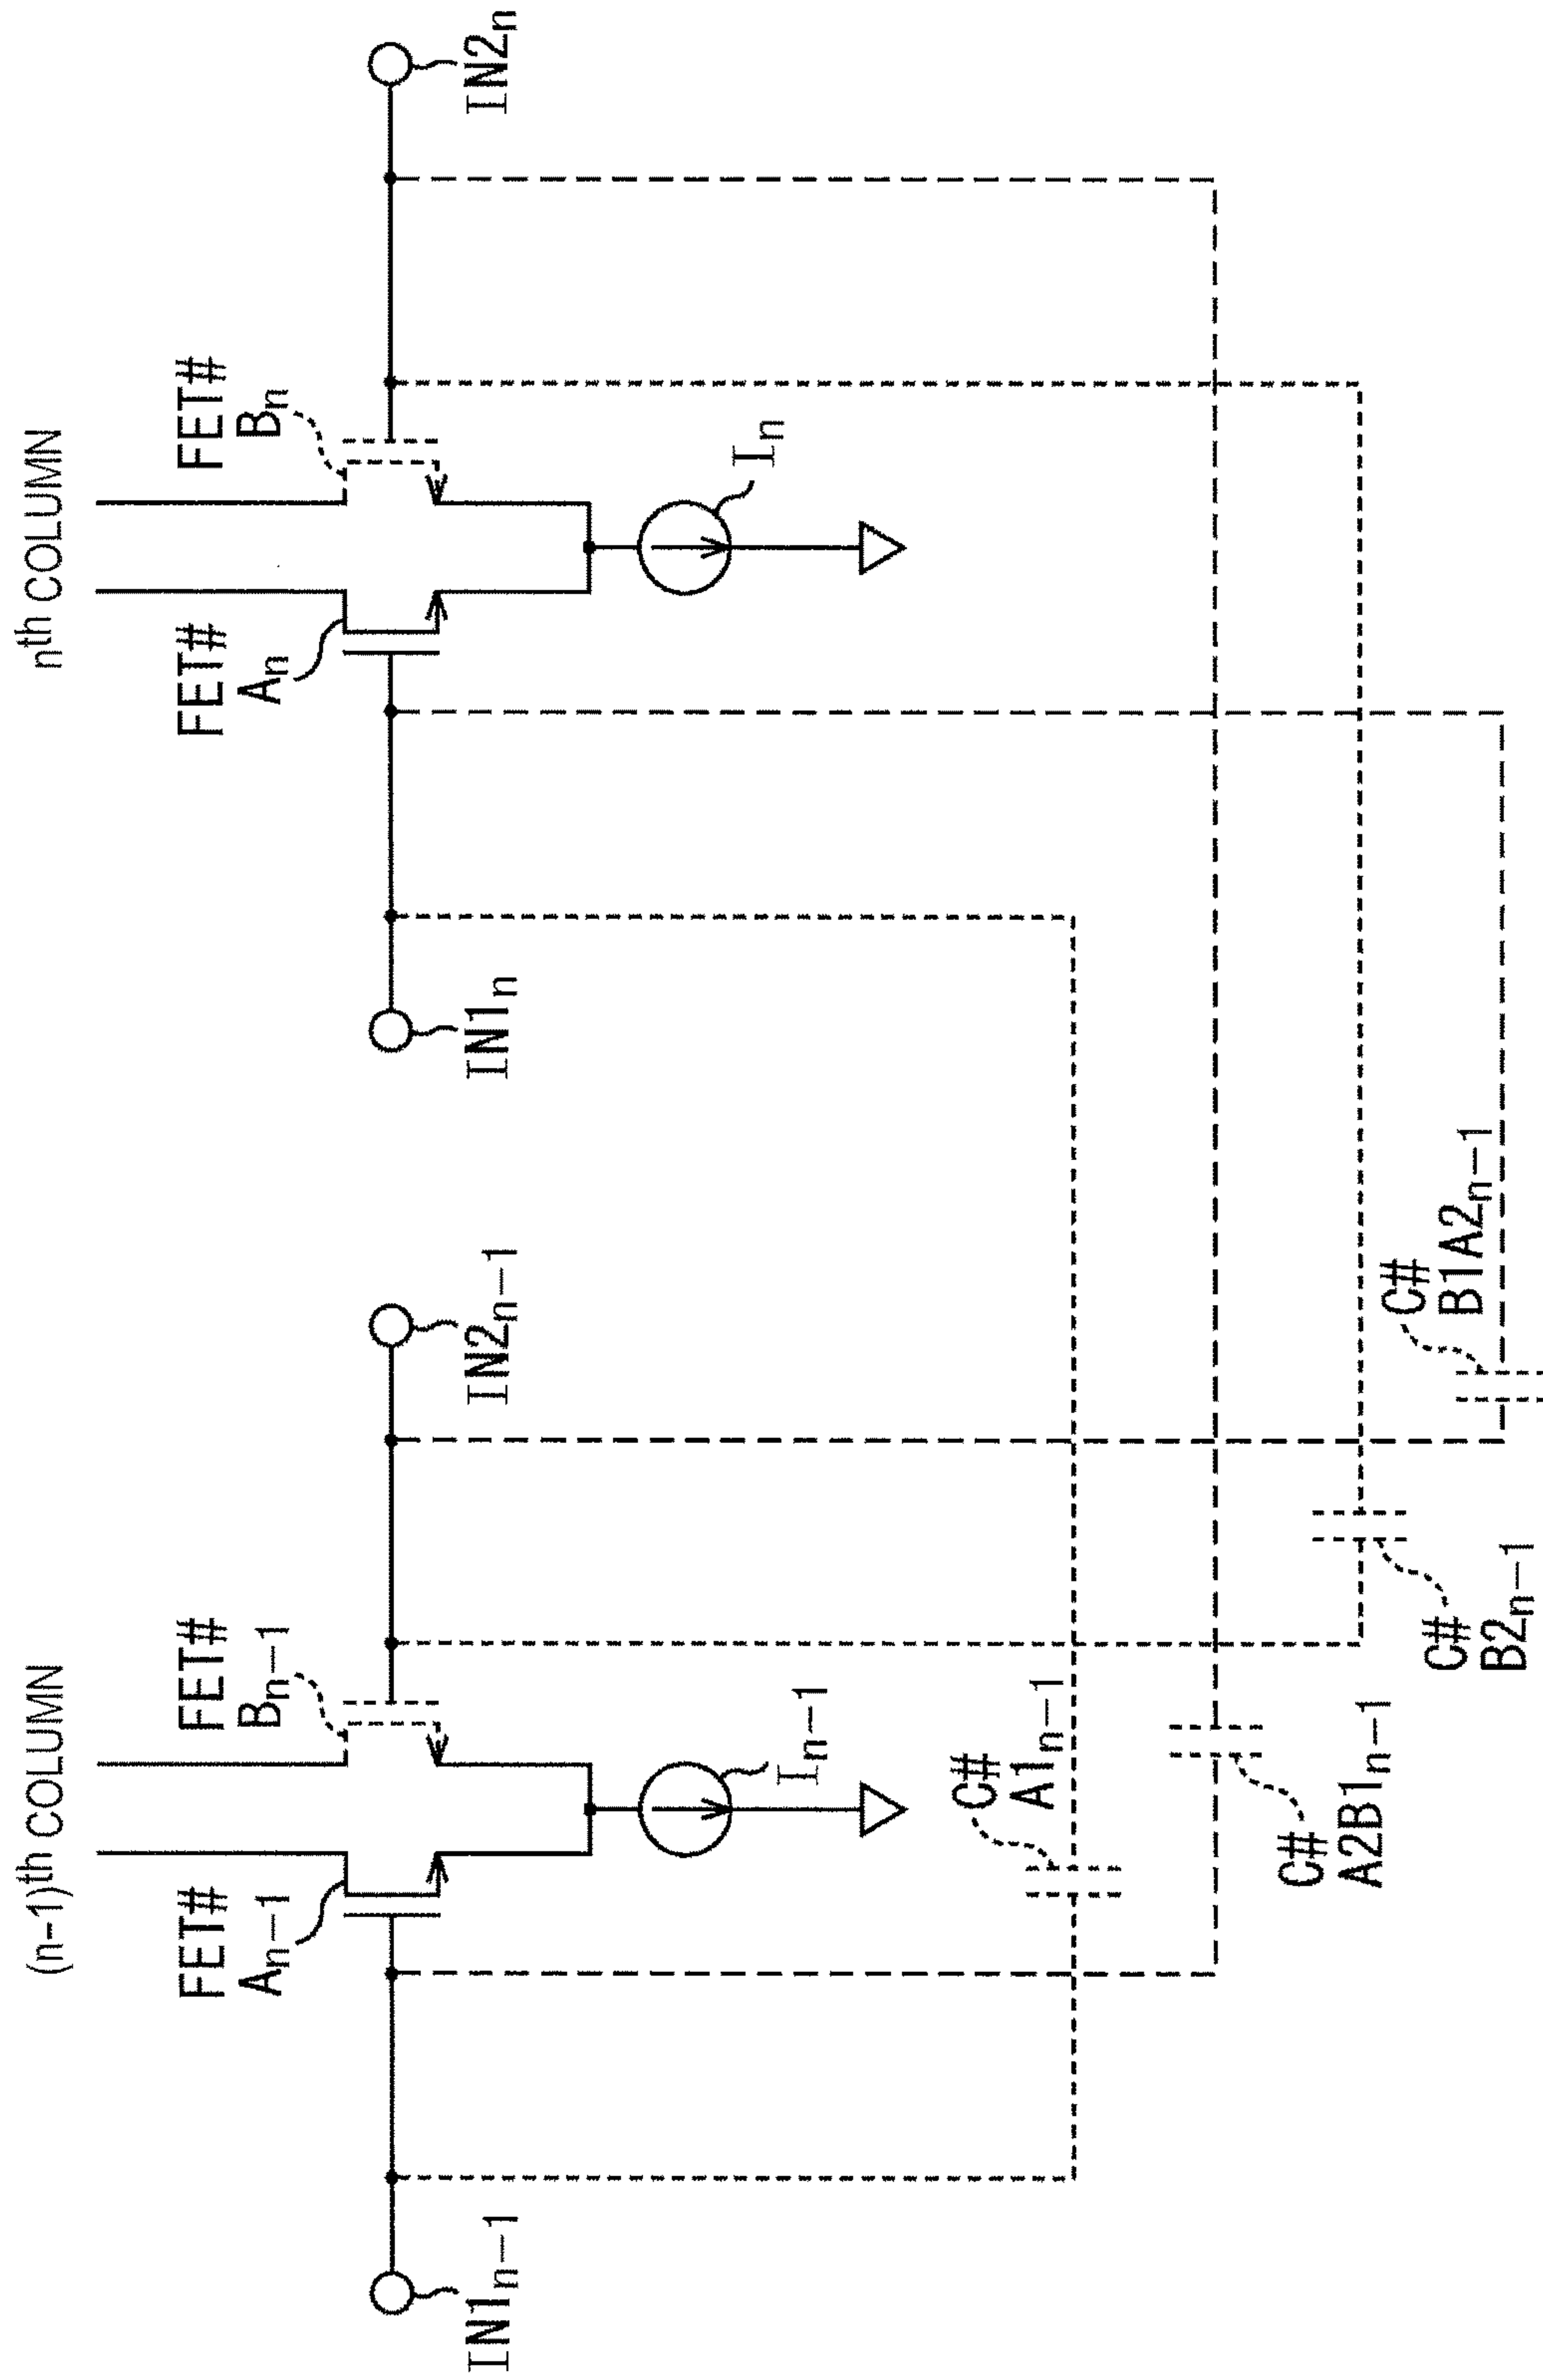 (n-1)th COLUMN
nth COLUMN
FET#
An-1
FET#
Bn-1
FET#
An
FET#
Bn
IN1n-1
IN2n-1
IN1n
IN2n
In-1
In
C#
A1n-1
C#
A2B1n-1
C#
B2n-1
C#
B1A2n-1